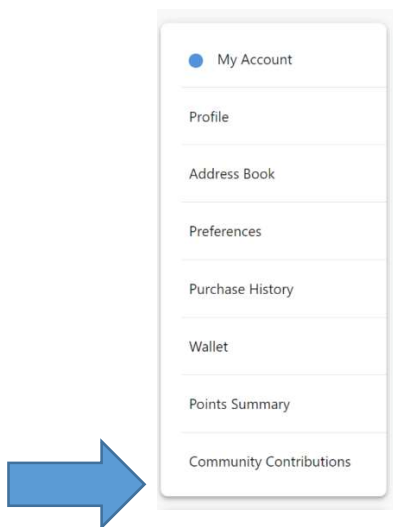 My Account
Profile
Address Book
Preferences
Purchase History
Wallet
Points Summary
Community Contributions